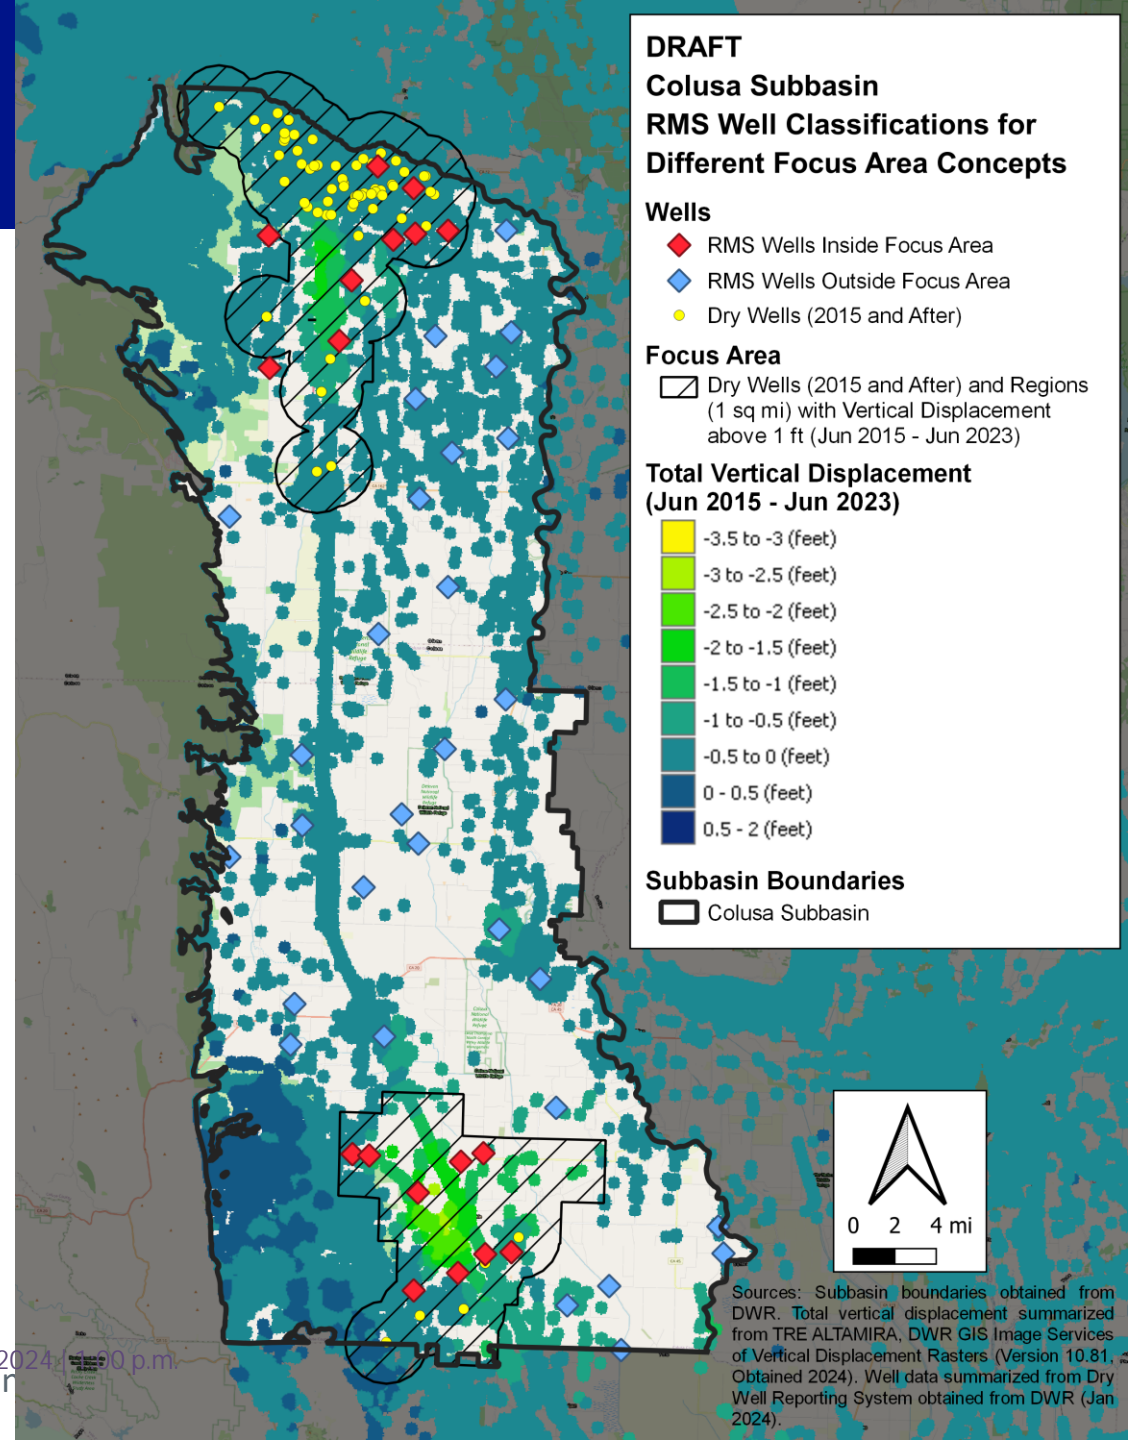 DRAFT
Colusa Subbasin
RMS Well Classifications for
Different Focus Area Concepts
Wells
RMS Wells Inside Focus Area
RMS Wells Outside Focus Area
Dry Wells (2015 and After)
Focus Area
Dry Wells (2015 and After) and Regions
(1 sq mi) with Vertical Displacement
above 1 ft (Jun 2015 - Jun 2023)
Total Vertical Displacement
(Jun 2015 - Jun 2023)
-3.5 to -3 (feet)
-3 to -2.5 (feet)
-2.5 to -2 (feet)
-2 to -1.5 (feet)
-1.5 to -1 (feet)
-1 to -0.5 (feet)
-0.5 to 0 (feet)
0 - 0.5 (feet)
0.5 - 2 (feet)
Subbasin Boundaries
Colusa Subbasin
0 2 4 mi
Sources: Subbasin boundaries obtained from
DWR. Total vertical displacement summarized
from TRE ALTAMIRA, DWR GIS Image Services
of Vertical Displacement Rasters (Version 10.81,
Obtained 2024). Well data summarized from Dry
Well Reporting System obtained from DWR (Jan
2024).
2024 | 1:00 p.m.